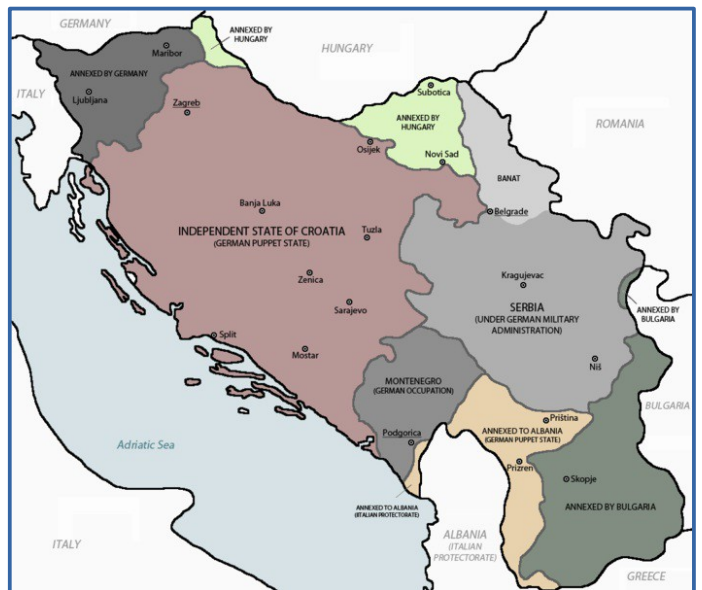 GERMANY
HUNGARY
ANNEXED BY
HUNGARY
Maribor
ANNEXED BY GERMANY
ITALY
Ljubljana
Zagreb
Subotica
ANNEXED BY
HUNGARY
ROMANIA
Osijek
Novi Sad
BANAT
Banja Luka
Belgrade
INDEPENDENT STATE OF CROATIA
(GERMAN PUPPET STATE)
Tuzla
Zenica
Kragujevac
Sarajevo
SERBIA
(UNDER GERMAN MILITARY
ADMINISTRATION)
ANNEXED BY
BULGARIA
Split
Mostar
Niš
MONTENEGRO
(GERMAN OCCUPATION)
BULGARIA
Priština
Podgorica
ANNEXED TO ALBANIA
(GERMAN PUPPET STATE)
Adriatic Sea
Prizren
Skopje
ANNEXED TO ALBANIA
(ITALIAN PROTECTORATE)
ANNEXED BY BULGARIA
ALBANIA
(ITALIAN
PROTECTORATE)
ITALY
GREECE